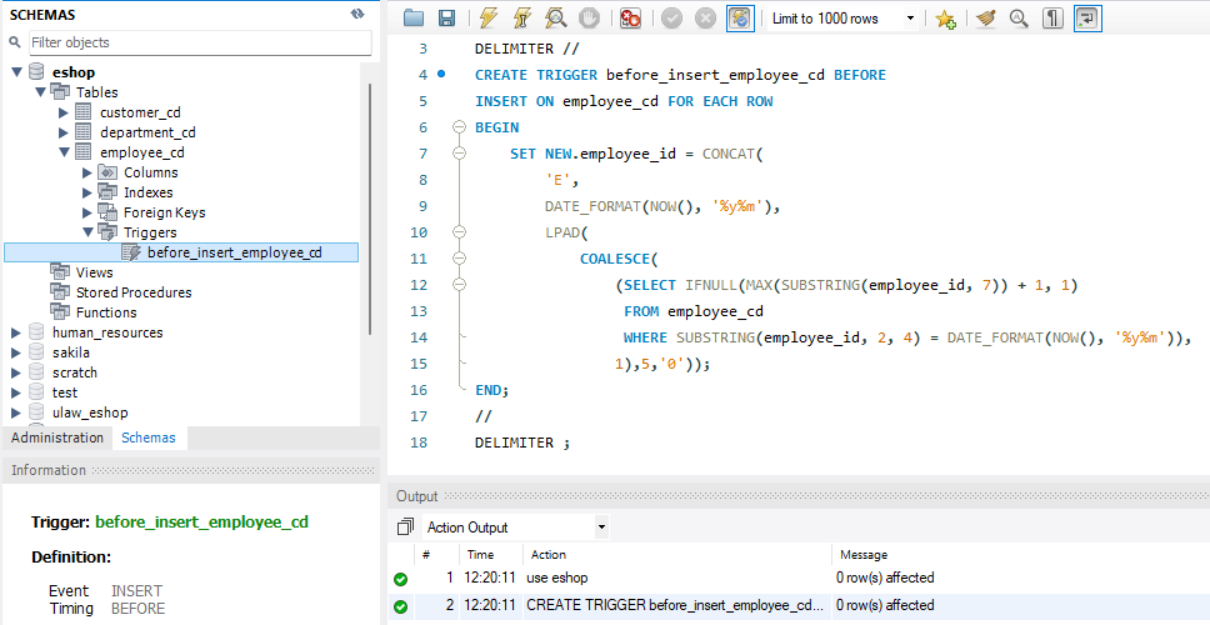 SCHEMAS
Filter objects
eshop
Tables
customer_cd
department_cd
employee_cd
Columns
Indexes
Foreign Keys
Triggers
before_insert_employee_cd
Views
Stored Procedures
Functions
human_resources
sakila
scratch
test
ulaw_eshop
Administration Schemas
Information
Trigger: before_insert_employee_cd
Definition:
Event INSERT
Timing BEFORE
Limit to 1000 rows
3 DELIMITER //
4 CREATE TRIGGER before_insert_employee_cd BEFORE
5 INSERT ON employee_cd FOR EACH ROW
6 BEGIN
7 SET NEW.employee_id = CONCAT(
8 'E',
9 DATE_FORMAT(NOW(), '%y%m'),
10 LPAD(
11 COALESCE(
12 (SELECT IFNULL(MAX(SUBSTRING(employee_id, 7)) + 1, 1)
13 FROM employee_cd
14 WHERE SUBSTRING(employee_id, 2, 4) = DATE_FORMAT(NOW(), '%y%m')),
15 1),5,'0'));
16 END;
17 //
18 DELIMITER ;
Output
Action Output
# Time Action Message
1 12:20:11 use eshop 0 row(s) affected
2 12:20:11 CREATE TRIGGER before_insert_employee_cd... 0 row(s) affected